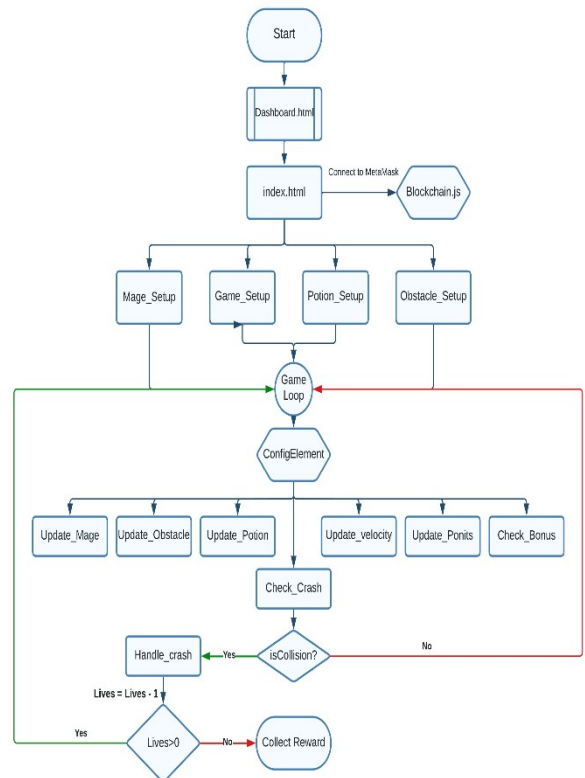 Start
Dashboard.html
Connect to MetaMask
index.html
Blockchain.js
Mage_Setup
Game_Setup
Potion_Setup
Obstacle_Setup
Game
Loop
ConfigElement
Update_Mage
Update_Obstacle
Update_Potion
Update_velocity
Update_Ponits
Check_Bonus
Check_Crash
No
Handle_crash
Yes
isCollision?
Lives = Lives - 1
Yes
Lives>0
No
Collect Reward